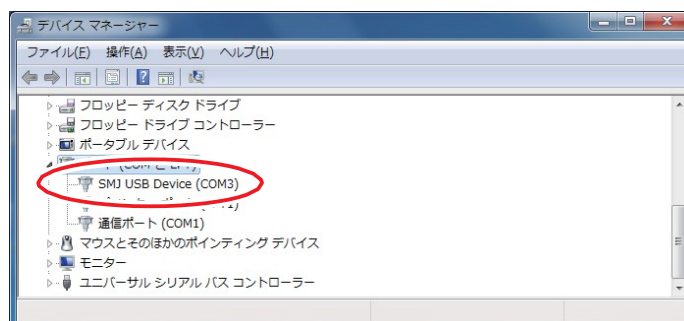 デバイス マネージャー
ファイル(F) 操作(A) 表示(V) ヘルプ(H)
フロッピー ディスク ドライブ
フロッピー ドライブ コントローラー
ポータブル デバイス
SMJ USB Device (COM3)
通信ポート (COM1)
マウスとそのほかのポインティング デバイス
モニター
ユニバーサル シリアル バス コントローラー